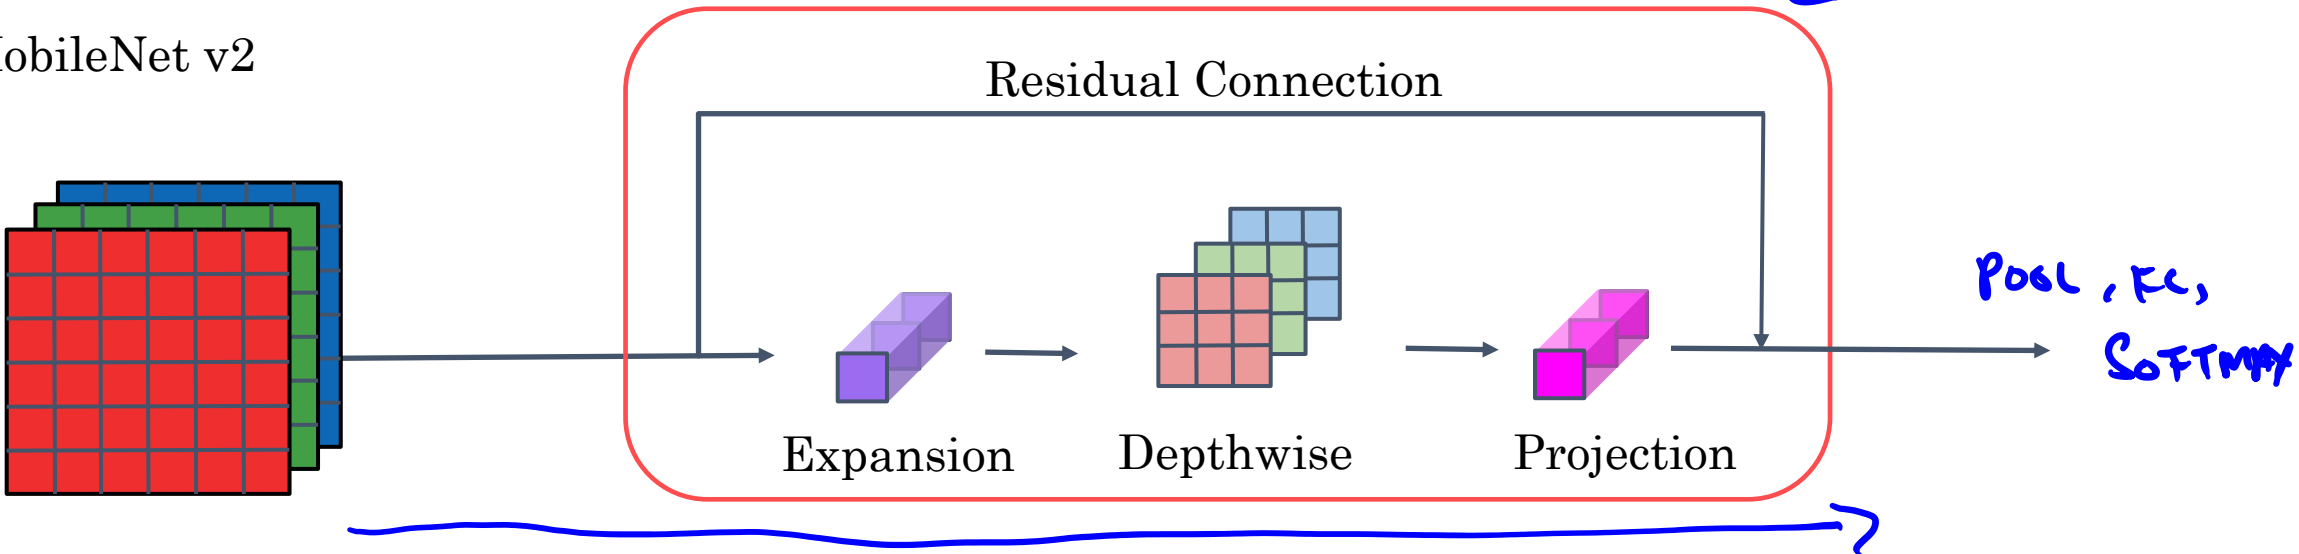 obileNet v2
Residual Connection
Expansion
Depthwise
Projection
POOL, FC,
SOFTMAX